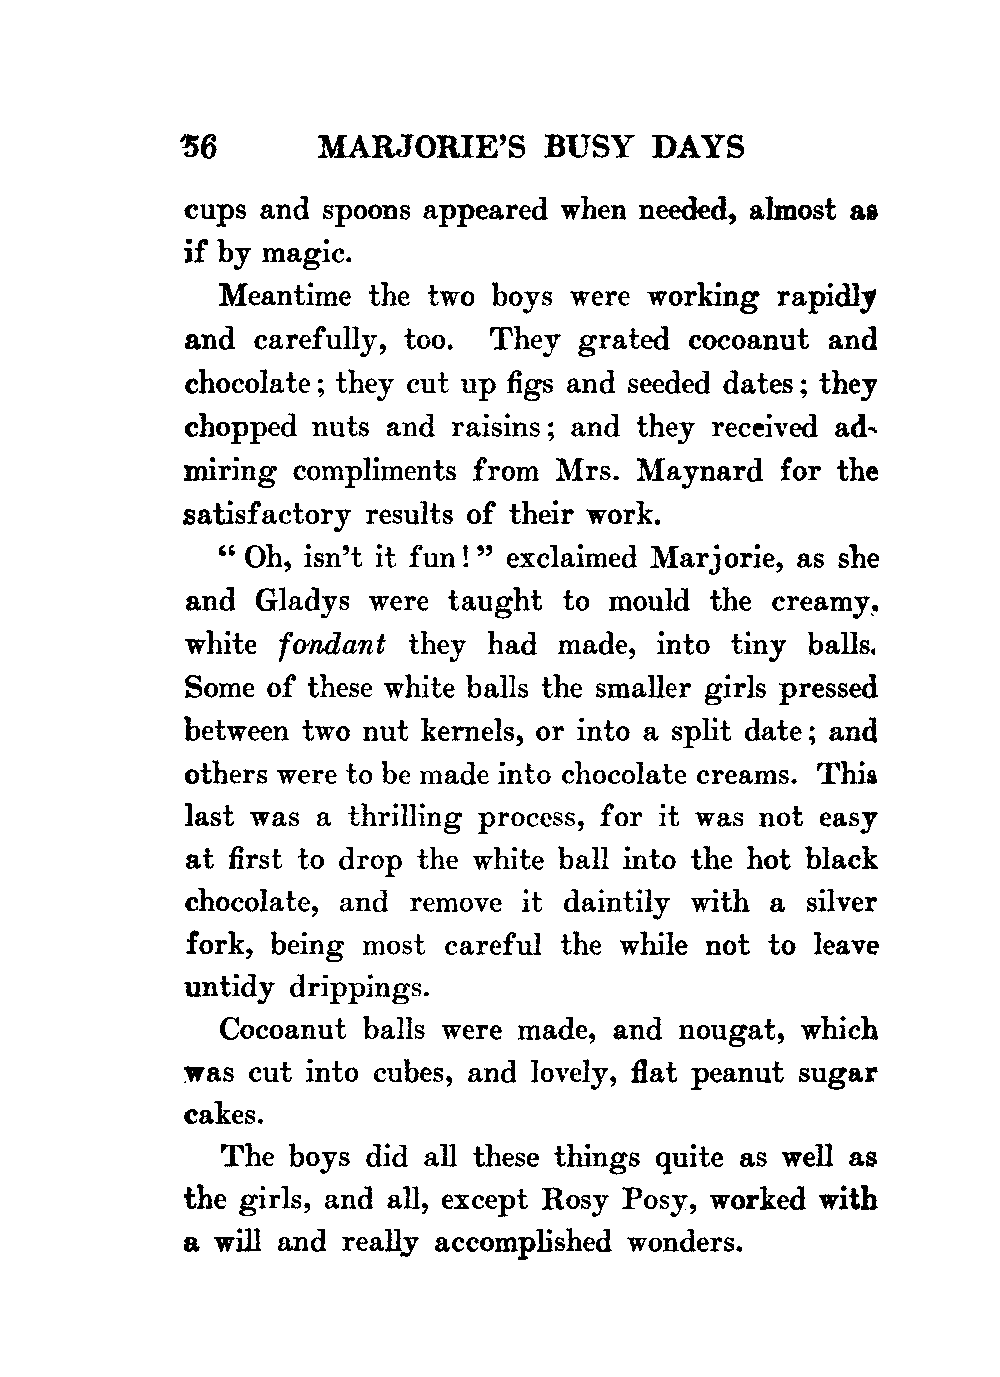 56 MARJORIE'S BUSY DAYS
cups and spoons appeared when needed, almost as
if by magic.
Meantime the two boys were working rapidly
and carefully, too. They grated cocoanut and
chocolate; they cut up figs and seeded dates; they
chopped nuts and raisins; and they received ad-
miring compliments from Mrs. Maynard for the
satisfactory results of their work.
“Oh, isn't it fun!” exclaimed Marjorie, as she
and Gladys were taught to mould the creamy,
white fondant they had made, into tiny balls.
Some of these white balls the smaller girls pressed
between two nut kernels, or into a split date; and
others were to be made into chocolate creams. This
last was a thrilling process, for it was not easy
at first to drop the white ball into the hot black
chocolate, and remove it daintily with a silver
fork, being most careful the while not to leave
untidy drippings.
Cocoanut balls were made, and nougat, which
was cut into cubes, and lovely, flat peanut sugar
cakes.
The boys did all these things quite as well as
the girls, and all, except Rosy Posy, worked with
a will and really accomplished wonders.